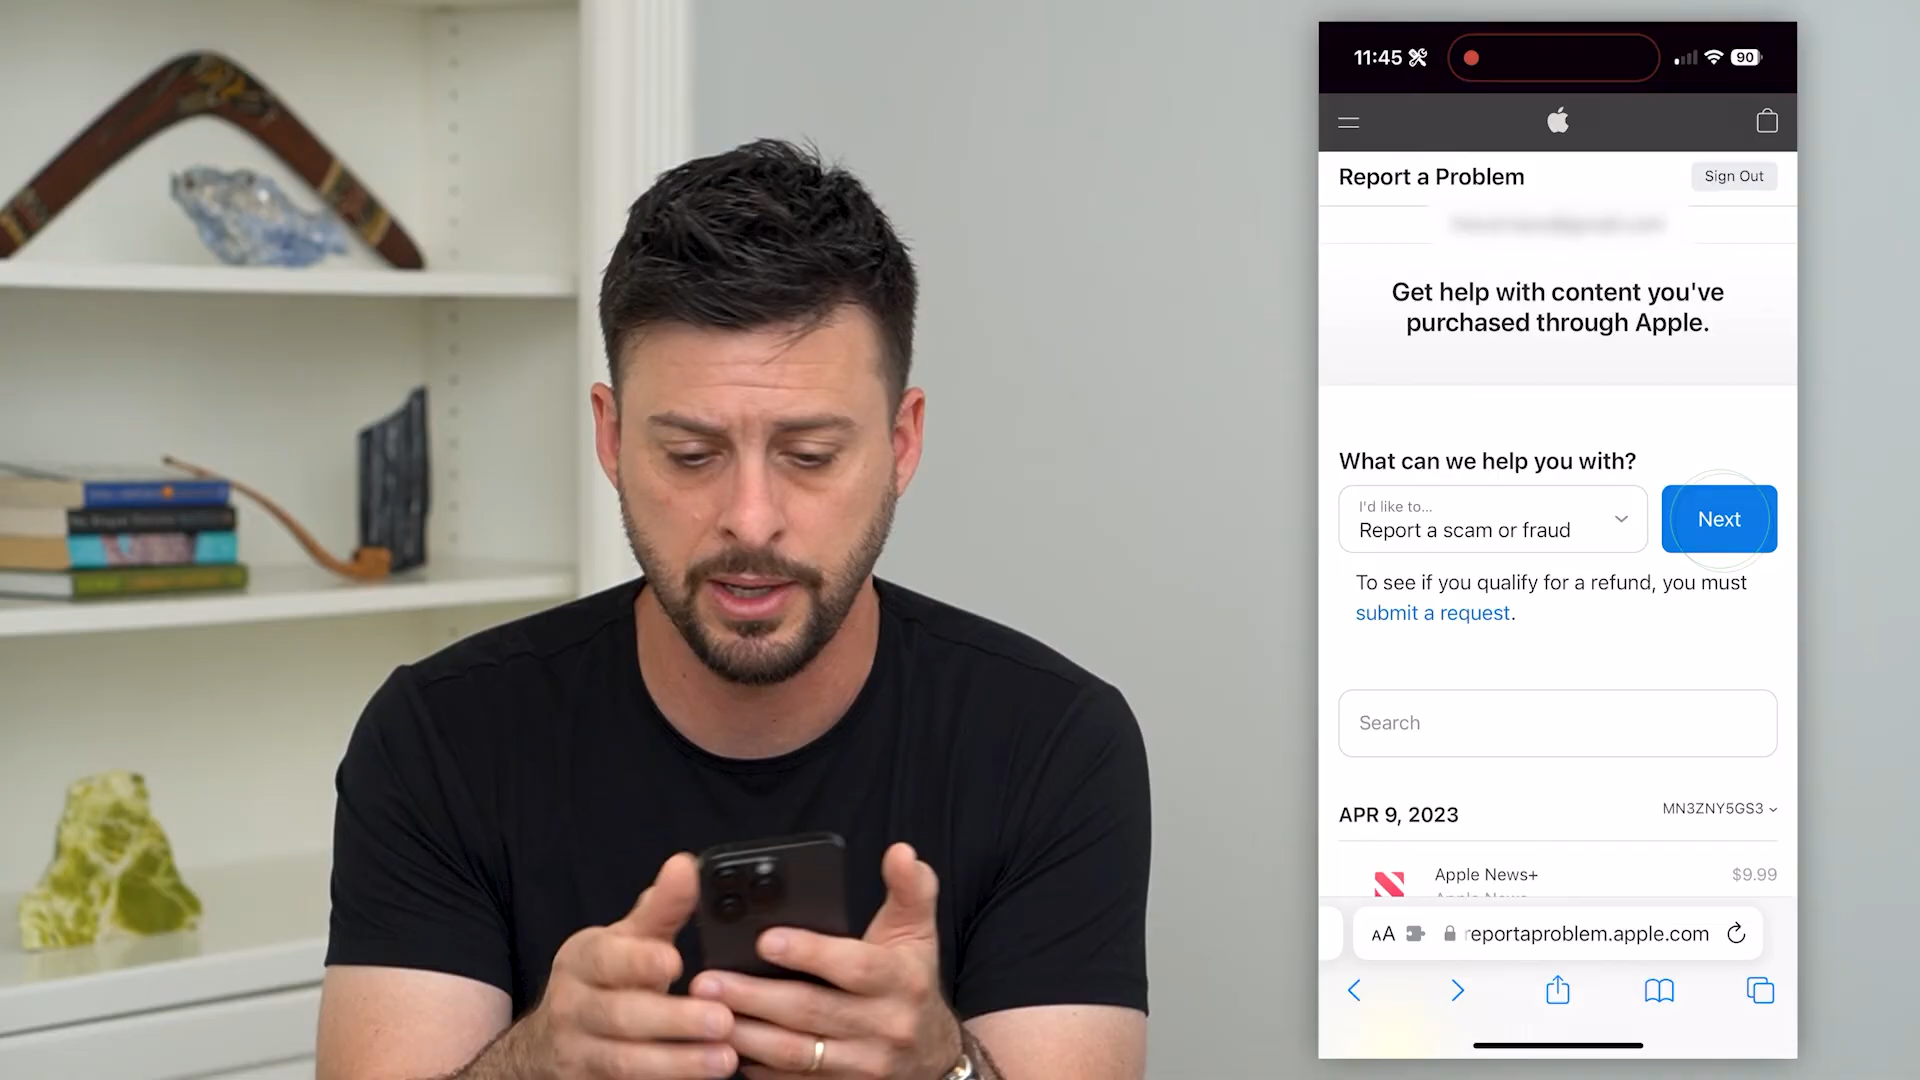 11:45
90
Report a Problem
Sign Out
Get help with content you've
purchased through Apple.
What can we help you with?
I'd like to...
Report a scam or fraud
Next
To see if you qualify for a refund, you must
submit a request.
Search
APR 9, 2023
MN3ZNY5GS3
Apple News+
$9.99
AA
reportaproblem.apple.com